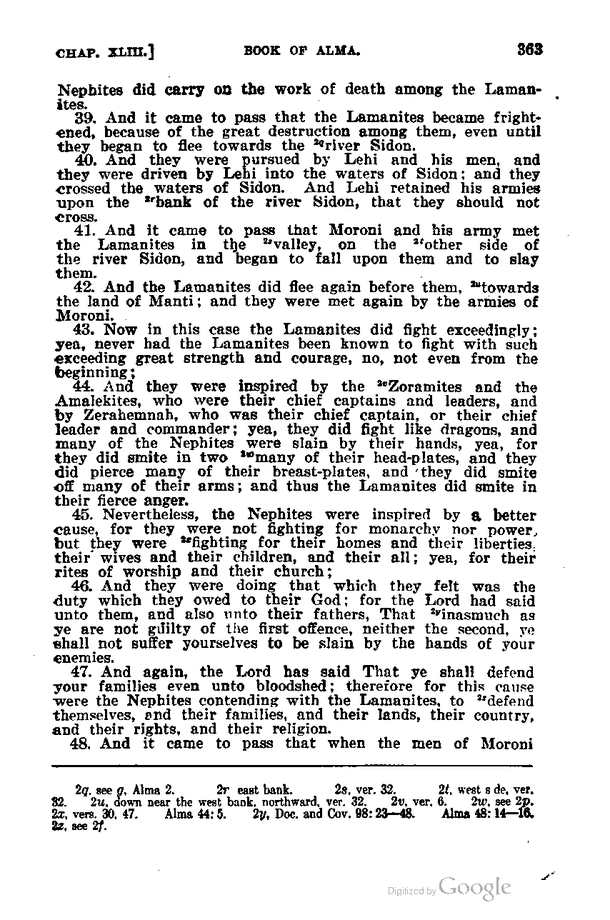 CHAP. XLIII.] BOOK OF ALMA. 363
Nephites did carry on the work of death among the Laman-
ites.
39. And it came to pass that the Lamanites became fright-
ened, because of the great destruction among them, even until
they began to flee towards the 2qriver Sidon.
40. And they were pursued by Lehi and his men, and
they were driven by Lehi into the waters of Sidon; and they
crossed the waters of Sidon. And Lehi retained his armies
upon the 2rbank of the river Sidon, that they should not
cross.
41. And it came to pass that Moroni and his army met
the Lamanites in the 2svalley, on the 2tother side of
the river Sidon, and began to fall upon them and to slay
them.
42. And the Lamanites did flee again before them, 2utowards
the land of Manti; and they were met again by the armies of
Moroni.
43. Now in this case the Lamanites did fight exceedingly;
yea, never had the Lamanites been known to fight with such
exceeding great strength and courage, no, not even from the
beginning;
44. And they were inspired by the 2vZoramites and the
Amalekites, who were their chief captains and leaders, and
by Zerahemnah, who was their chief captain, or their chief
leader and commander; yea, they did fight like dragons, and
many of the Nephites were slain by their hands, yea, for
they did smite in two 2wmany of their head-plates, and they
did pierce many of their breast-plates, and they did smite
off many of their arms; and thus the Lamanites did smite in
their fierce anger.
45. Nevertheless, the Nephites were inspired by a better
cause, for they were not fighting for monarchy nor power,
but they were 2xfighting for their homes and their liberties,
their wives and their children, and their all; yea, for their
rites of worship and their church;
46. And they were doing that which they felt was the
duty which they owed to their God; for the Lord had said
unto them, and also unto their fathers, That 2yinasmuch as
ye are not guilty of the first offence, neither the second, ye
shall not suffer yourselves to be slain by the hands of your
enemies.
47. And again, the Lord has said That ye shall defend
your families even unto bloodshed; therefore for this cause
were the Nephites contending with the Lamanites, to 2zdefend
themselves, and their families, and their lands, their country,
and their rights, and their religion.
48. And it came to pass that when the men of Moroni
2q, see g, Alma 2. 2r east bank. 2s, ver. 32. 2t, west s de, ver.
32. 2u, down near the west bank, northward, ver. 32. 2v, ver. 6. 2w, see 2p.
2x, vers. 30, 47. Alma 44: 5. 2y, Doc. and Cov. 98: 23—48. Alma 48: 14—16.
2z, see 2f.
Digitized by Google